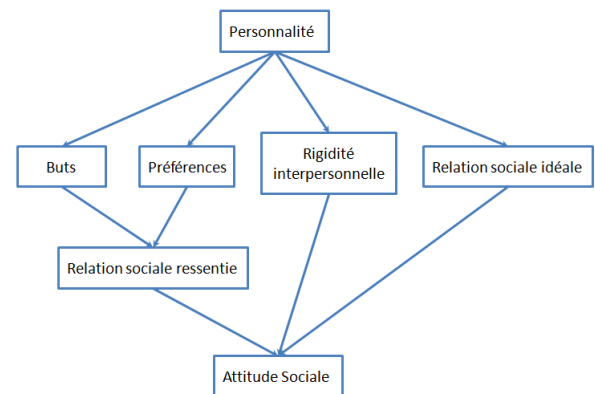 Personnalité
Buts
Préférences
Rigidité
interpersonnelle
Relation sociale idéale
Relation sociale ressentie
Attitude Sociale